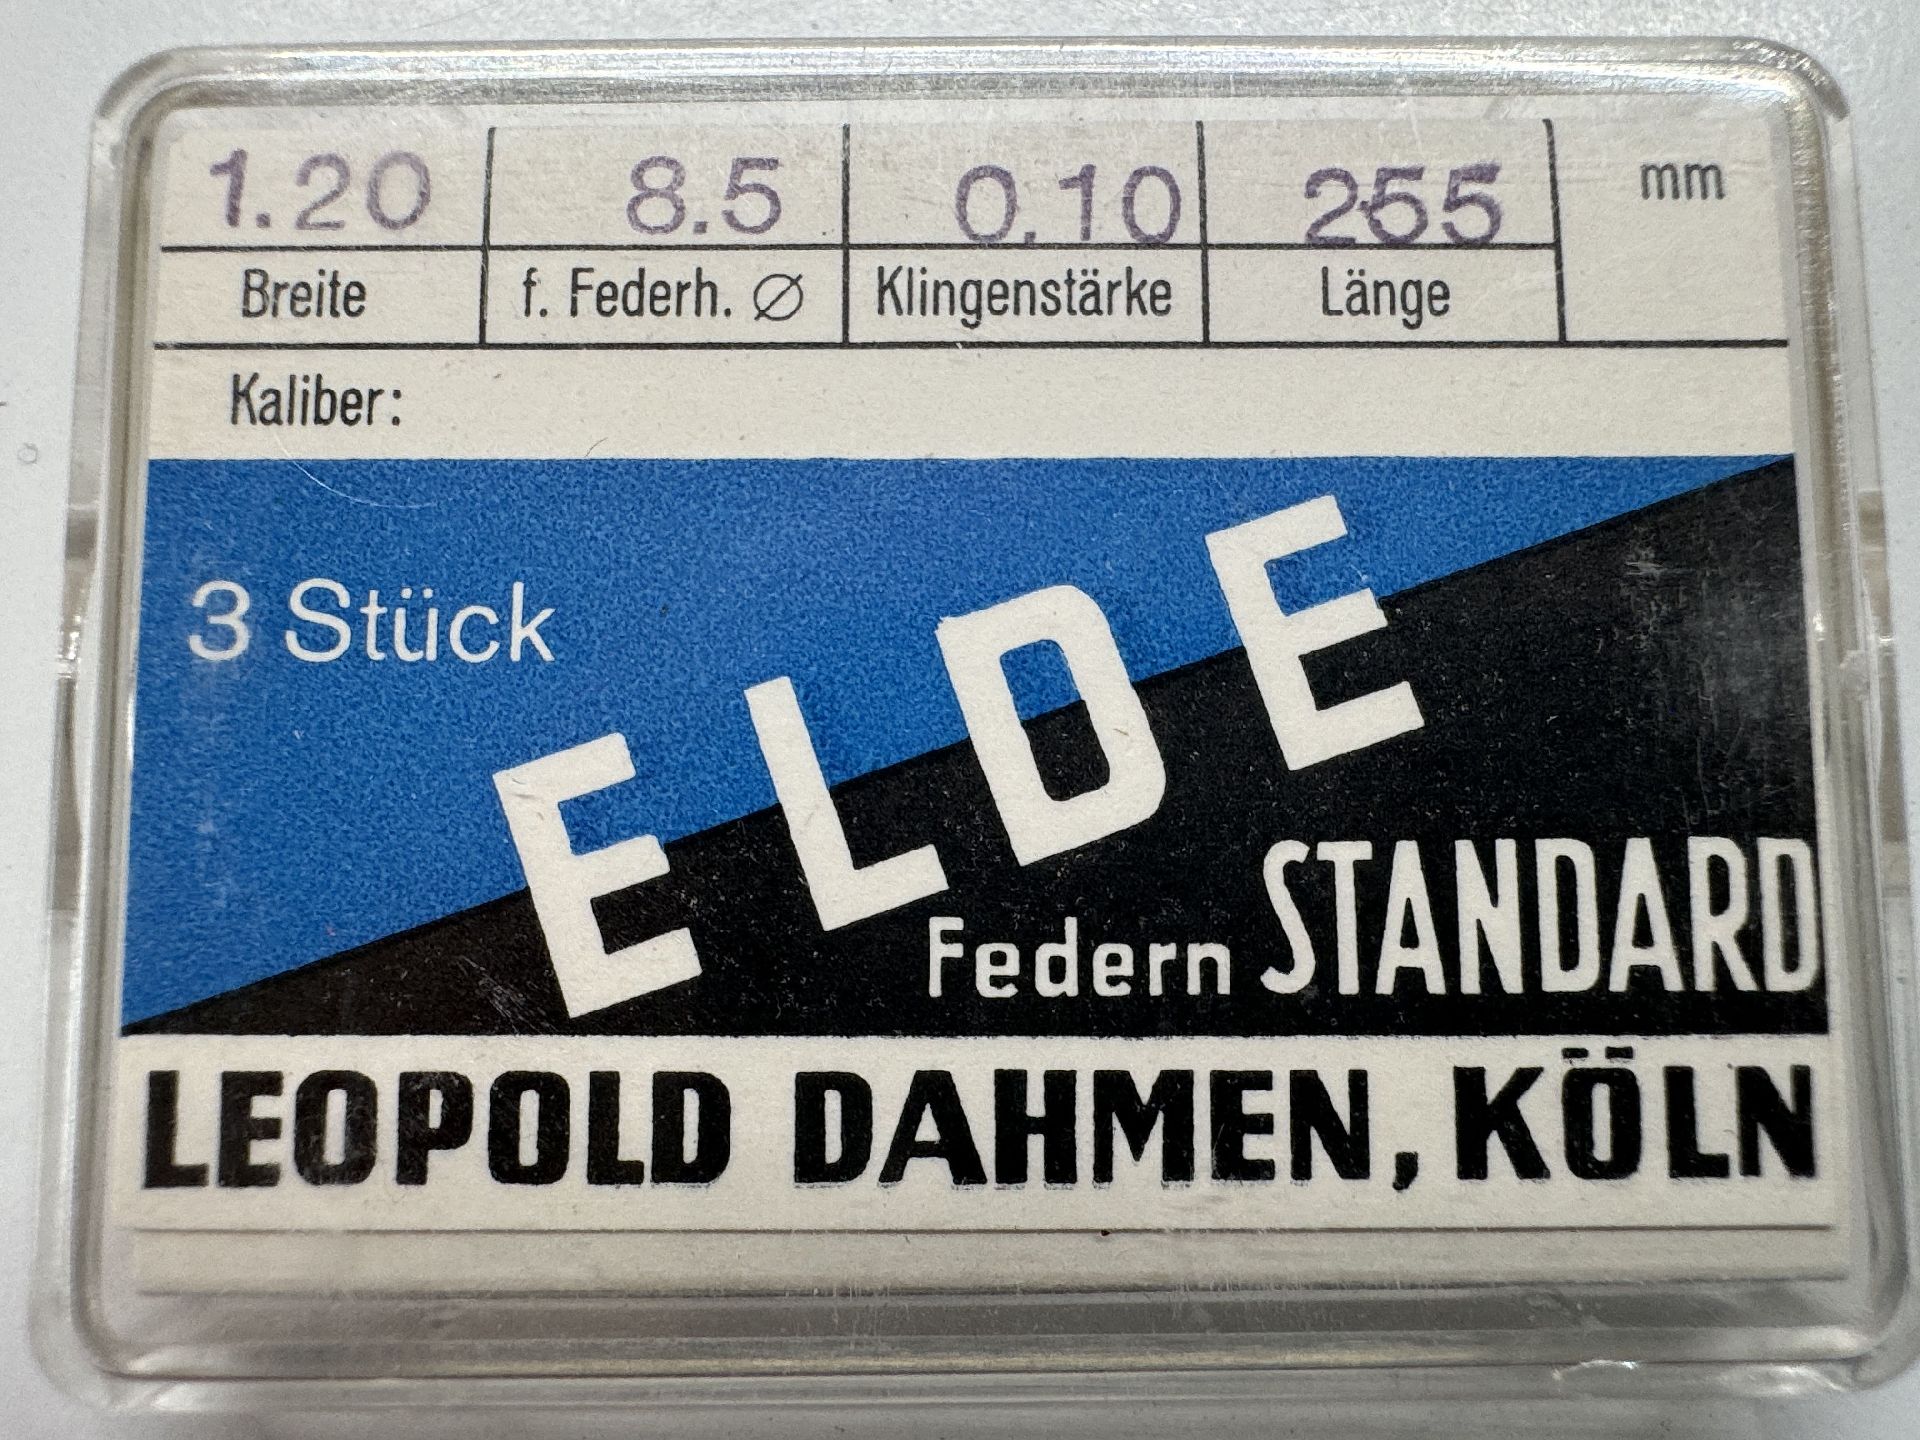 1.20 8.5 0.10 255 mm
Breite f. Federh. ∅ Klingenstärke Länge
Kaliber:
3 Stück
ELDE
Federn STANDARD
LEOPOLD DAHMEN, KÖLN